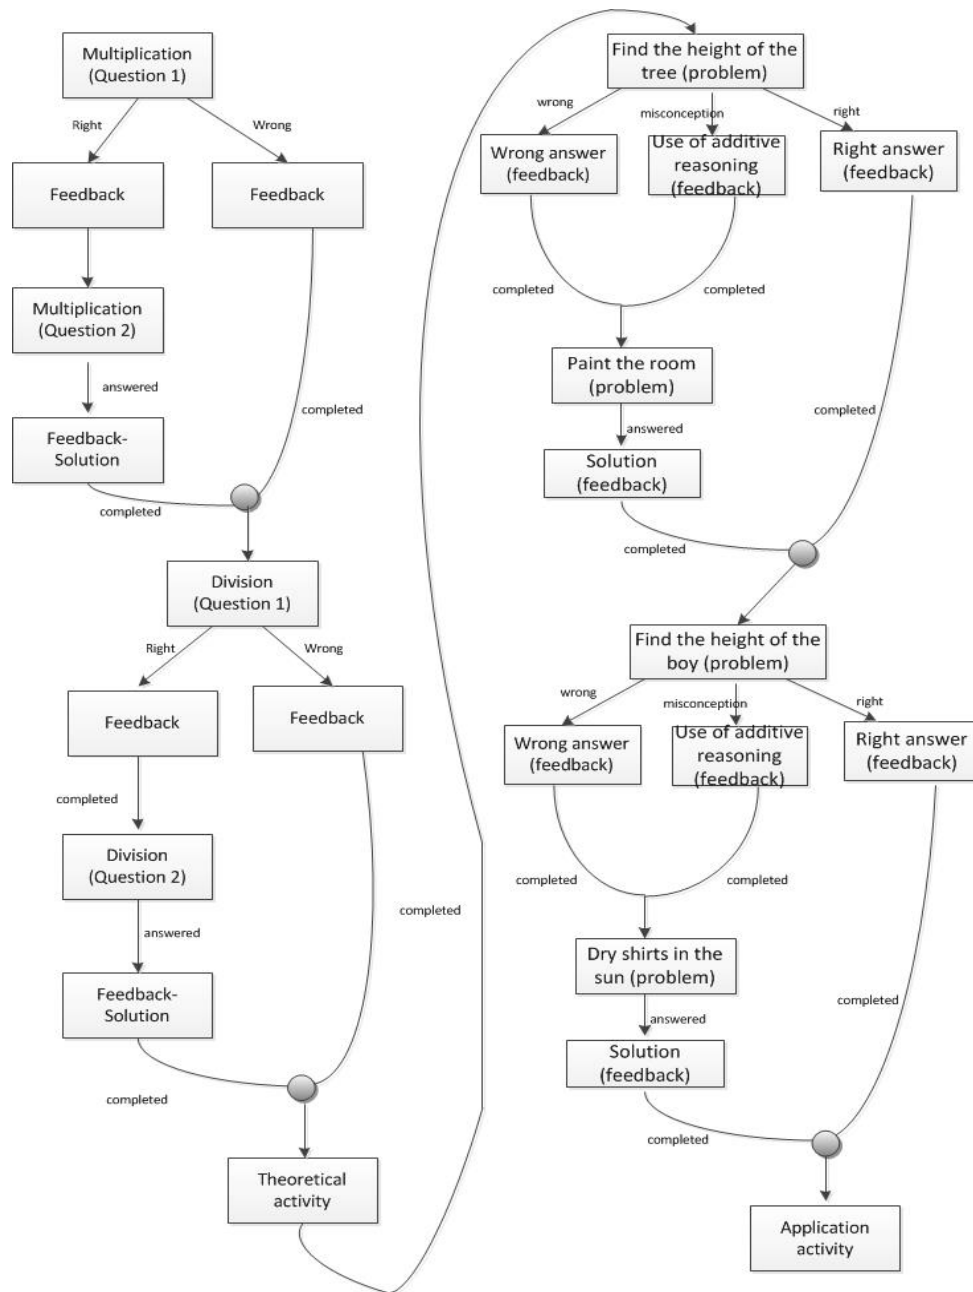 Multiplication
(Question 1)
Right
Wrong
Feedback
Feedback
Multiplication
(Question 2)
answered
completed
Feedback-
Solution
completed
Division
(Question 1)
Right
Wrong
Feedback
Feedback
completed
Division
(Question 2)
completed
answered
Feedback-
Solution
completed
Theoretical
activity
Find the height of the
tree (problem)
wrong
misconception
right
Wrong answer
(feedback)
Use of additive
reasoning
(feedback)
Right answer
(feedback)
completed
completed
Paint the room
(problem)
completed
answered
Solution
(feedback)
completed
Find the height of the
boy (problem)
wrong
misconception
right
Wrong answer
(feedback)
Use of additive
reasoning
(feedback)
Right answer
(feedback)
completed
completed
Dry shirts in the
sun (problem)
completed
answered
Solution
(feedback)
completed
Application
activity